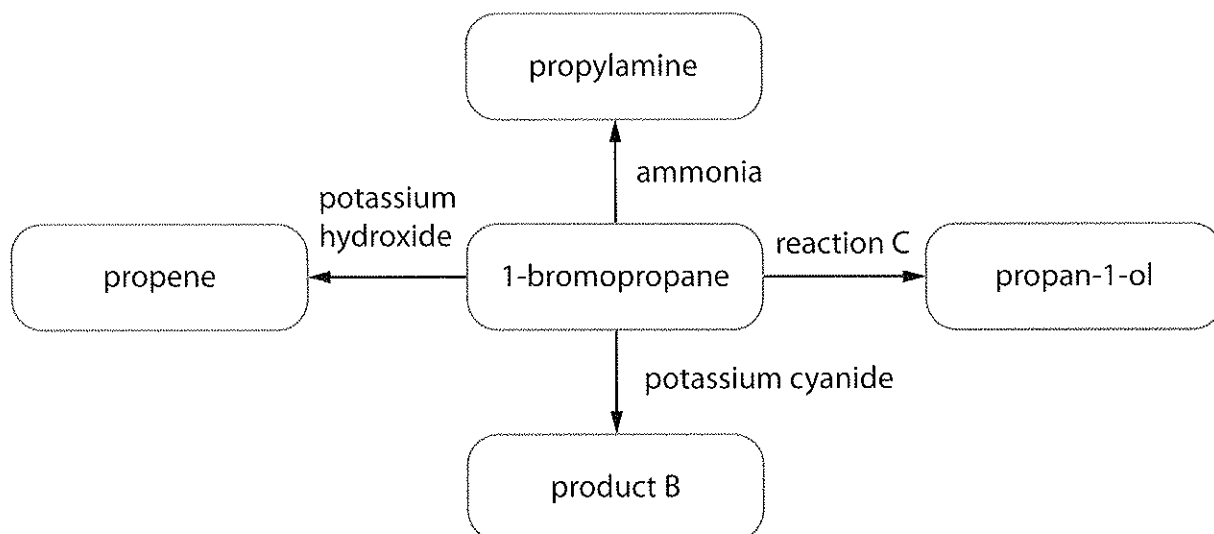 propylamine
ammonia
potassium
hydroxide
propene
1-bromopropane
reaction C
propan-1-ol
potassium cyanide
product B